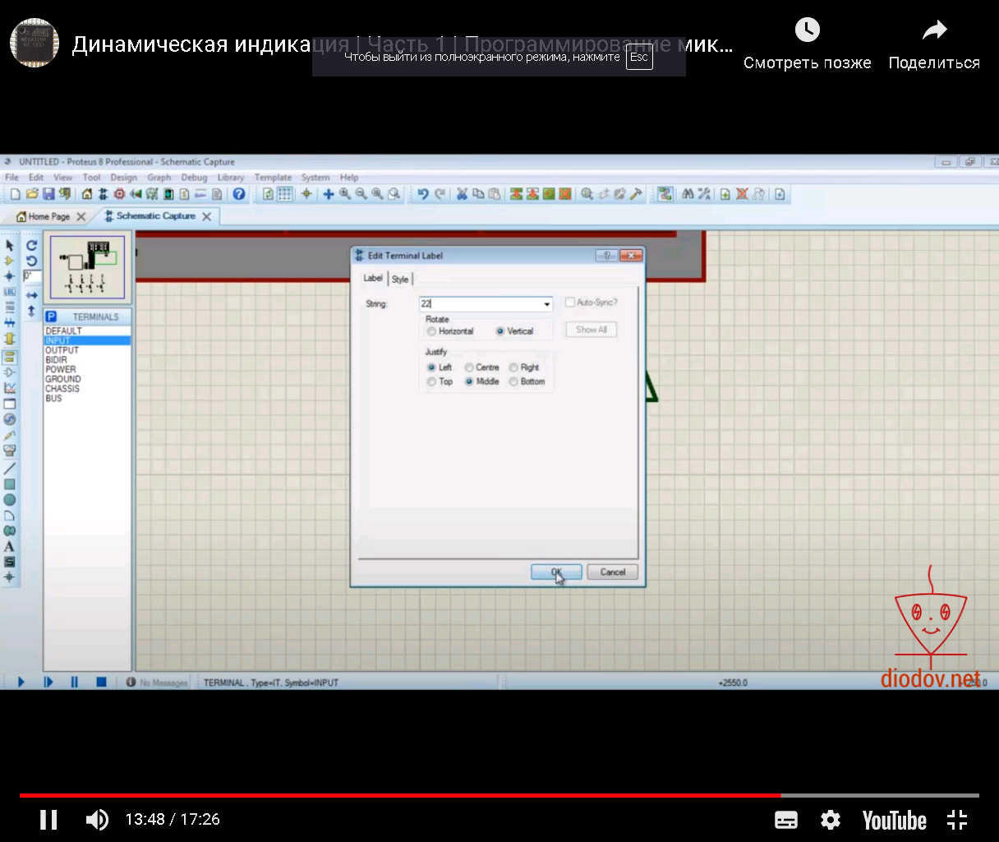 Динамическая индикация | Часть 1 | Программирование мик...
Чтобы выйти из полноэкранного режима, нажмите Esc
Смотреть позже
Поделиться
UNTITLED - Proteus 8 Professional - Schematic Capture
File Edit View Tool Design Graph Debug Library Template System Help
Home Page
Schematic Capture
0°
LBL
P TERMINALS
DEFAULT
INPUT
OUTPUT
BIDIR
POWER
GROUND
CHASSIS
BUS
A
S
Edit Terminal Label
Label Style
String: 22
Auto-Sync?
Rotate
Horizontal Vertical
Show All
Justify
Left Centre Right
Top Middle Bottom
OK Cancel
No Messages
TERMINAL , Type=IT, Symbol=INPUT
+2550.0
diodov.net
13:48 / 17:26
YouTube